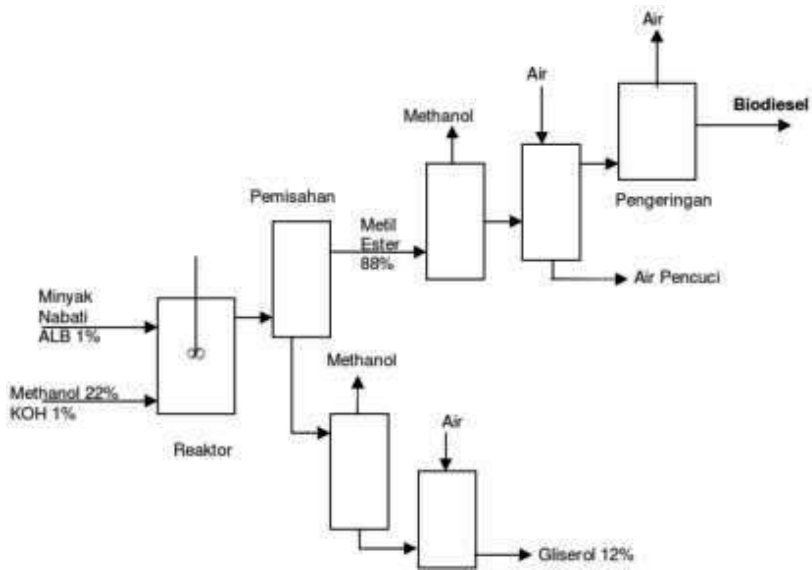 Air
Air
Biodiesel
Methanol
Pengeringan
Pemisahan
Metil
Ester
88%
Air Pencuci
Minyak
Nabati
ALB 1%
Methanol
Methanol 22%
KOH 1%
Air
Reaktor
Gliserol 12%